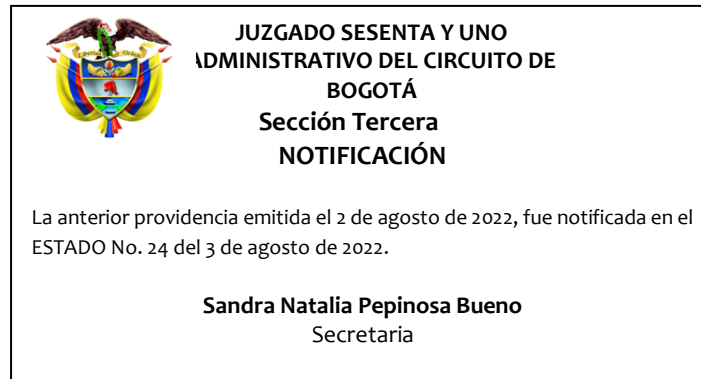 JUZGADO SESENTA Y UNO
ADMINISTRATIVO DEL CIRCUITO DE
BOGOTÁ
Sección Tercera
NOTIFICACIÓN
La anterior providencia emitida el 2 de agosto de 2022, fue notificada en el
ESTADO No. 24 del 3 de agosto de 2022.
Sandra Natalia Pepinosa Bueno
Secretaria